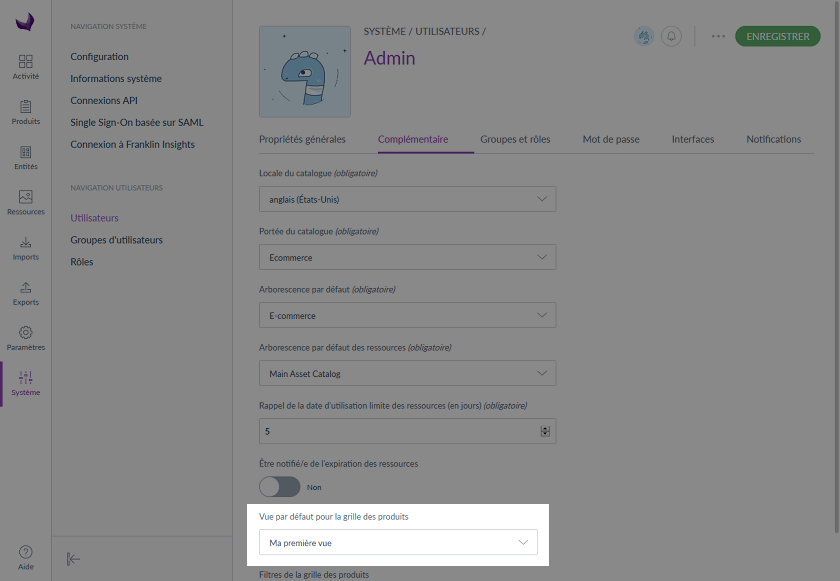 Activité
Produits
Entités
Ressources
Imports
Exports
Paramètres
Système
Aide
NAVIGATION SYSTÈME
Configuration
Informations système
Connexions API
Single Sign-On basée sur SAML
Connexion à Franklin Insights
NAVIGATION UTILISATEURS
Utilisateurs
Groupes d'utilisateurs
Rôles
SYSTÈME / UTILISATEURS /
Admin
ENREGISTRER
Propriétés générales Complémentaire Groupes et rôles Mot de passe Interfaces Notifications
Locale du catalogue (obligatoire)
anglais (États-Unis)
Portée du catalogue (obligatoire)
Ecommerce
Arborescence par défaut (obligatoire)
E-commerce
Arborescence par défaut des ressources (obligatoire)
Main Asset Catalog
Rappel de la date d'utilisation limite des ressources (en jours) (obligatoire)
5
Être notifié/e de l'expiration des ressources
Non
Vue par défaut pour la grille des produits
Ma première vue
Filtres de la grille des produits